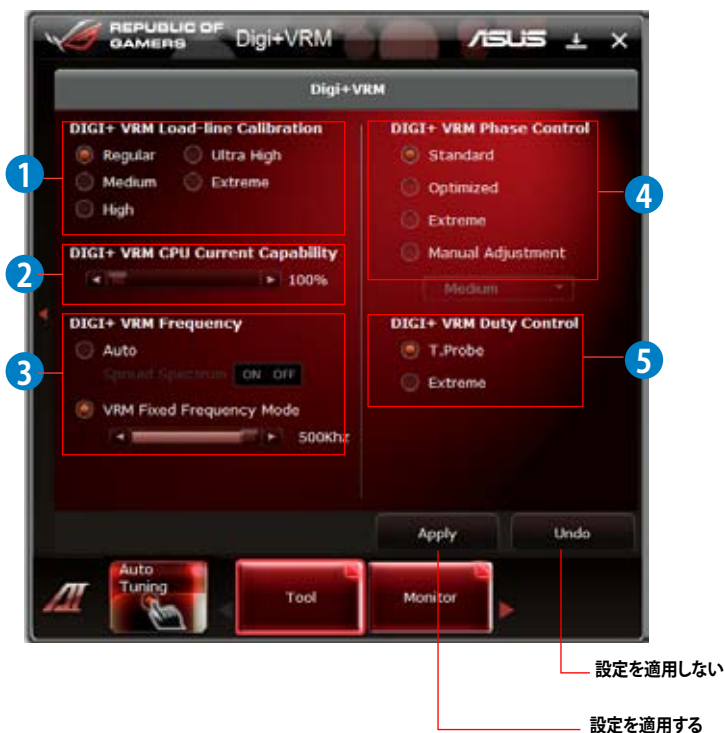 REPUBLIC OF GAMERS Digi+VRM ASUS
Digi+VRM
DIGI+ VRM Load-line Calibration
Regular Ultra High
Medium Extreme
High
1
DIGI+ VRM CPU Current Capability
100%
2
DIGI+ VRM Frequency
Auto
Spread Spectrum ON OFF
VRM Fixed Frequency Mode
500Khz
3
DIGI+ VRM Phase Control
Standard
Optimized
Extreme
Manual Adjustment
Medium
4
DIGI+ VRM Duty Control
T.Probe
Extreme
5
Apply Undo
Auto Tuning
Tool Monitor
設定を適用しない
設定を適用する